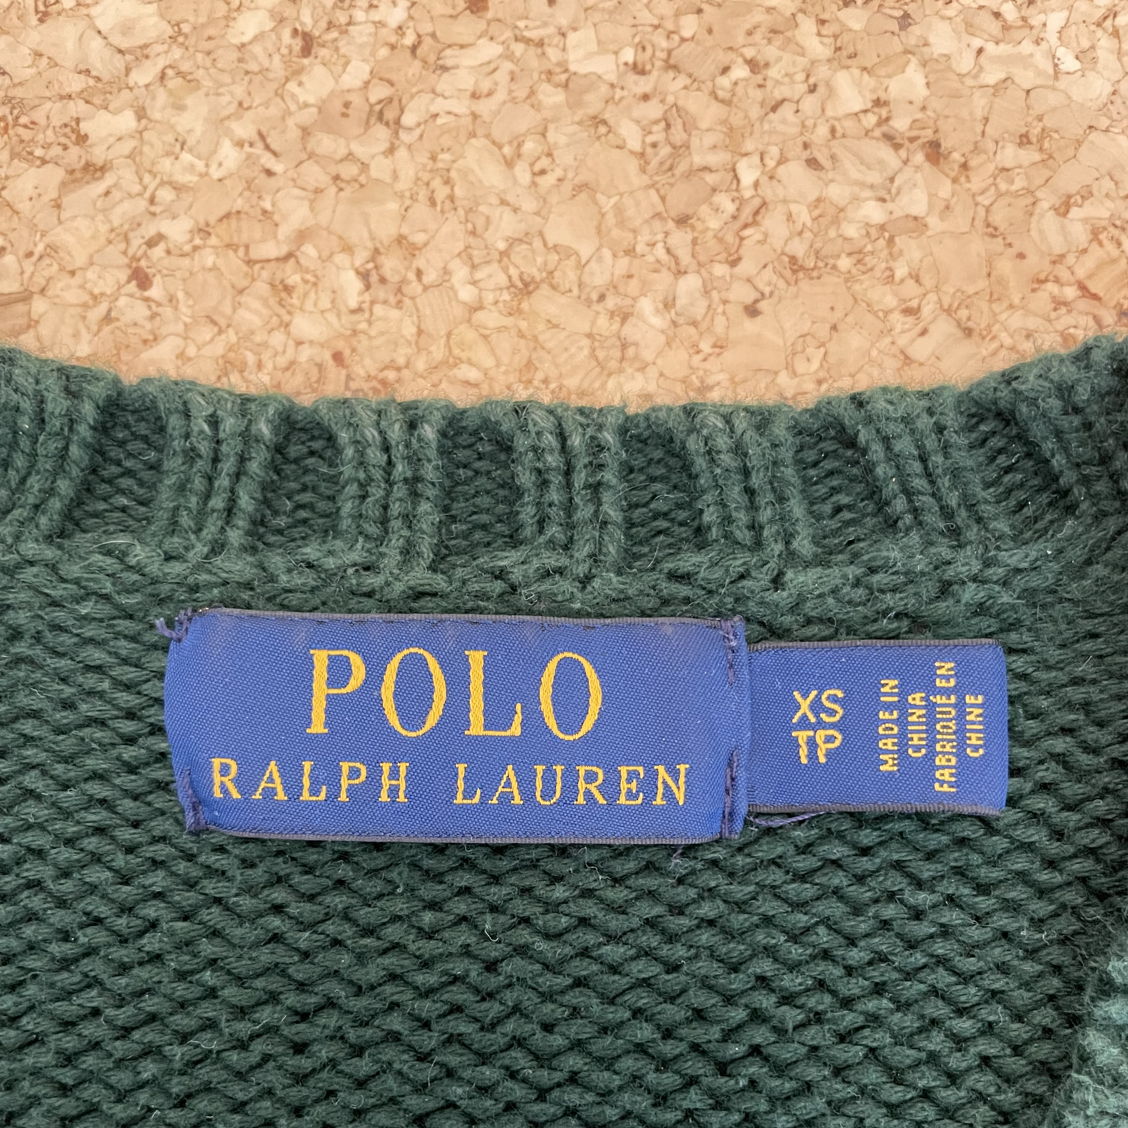 POLO
RALPH LAUREN
XS
TP
MADE IN
CHINA
FABRIQUÉ EN
CHINE